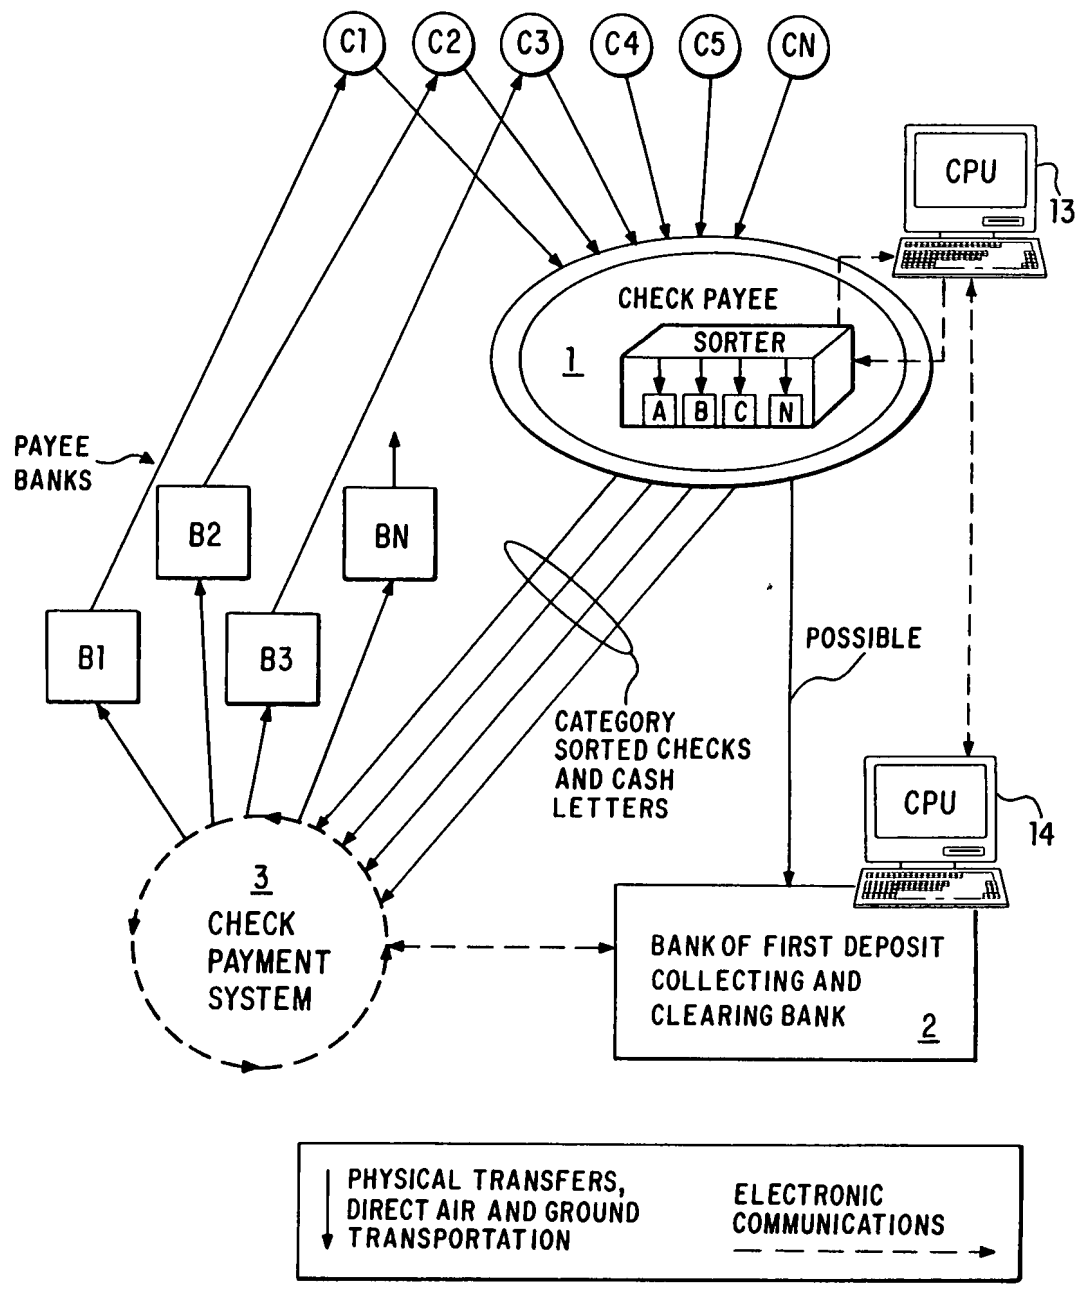 C1 C2 C3 C4 C5 CN
CPU
13
CHECK PAYEE
SORTER
1
A B C N
PAYEE
BANKS
B2
BN
B1
B3
POSSIBLE
CATEGORY
SORTED CHECKS
AND CASH
LETTERS
CPU
14
3
CHECK
PAYMENT
SYSTEM
BANK OF FIRST DEPOSIT
COLLECTING AND
CLEARING BANK
2
PHYSICAL TRANSFERS,
DIRECT AIR AND GROUND
TRANSPORTATION
ELECTRONIC
COMMUNICATIONS